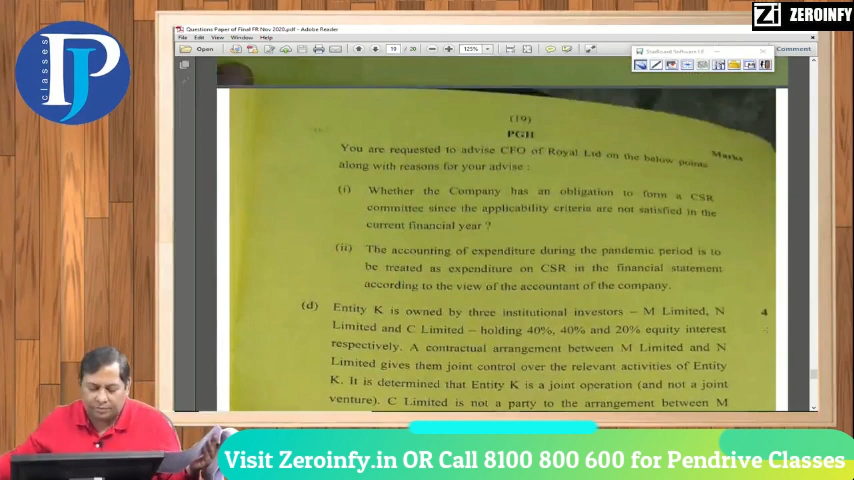 Questions Paper of Final FR Nov 2020.pdf - Adobe Reader
File Edit View Window Help
Open 19 / 20 125% Comment
StarBoard Software LE
ZEROINFY
PJ classes
(19)
PGH
Marks
You are requested to advise CFO of Royal Ltd on the below points
along with reasons for your advise :
(i) Whether the Company has an obligation to form a CSR
committee since the applicability criteria are not satisfied in the
current financial year ?
(ii) The accounting of expenditure during the pandemic period is to
be treated as expenditure on CSR in the financial statement
according to the view of the accountant of the company.
(d) Entity K is owned by three institutional investors – M Limited, N 4
Limited and C Limited – holding 40%, 40% and 20% equity interest
respectively. A contractual arrangement between M Limited and N
Limited gives them joint control over the relevant activities of Entity
K. It is determined that Entity K is a joint operation (and not a joint
venture). C Limited is not a party to the arrangement between M
Visit Zeroinfy.in OR Call 8100 800 600 for Pendrive Classes